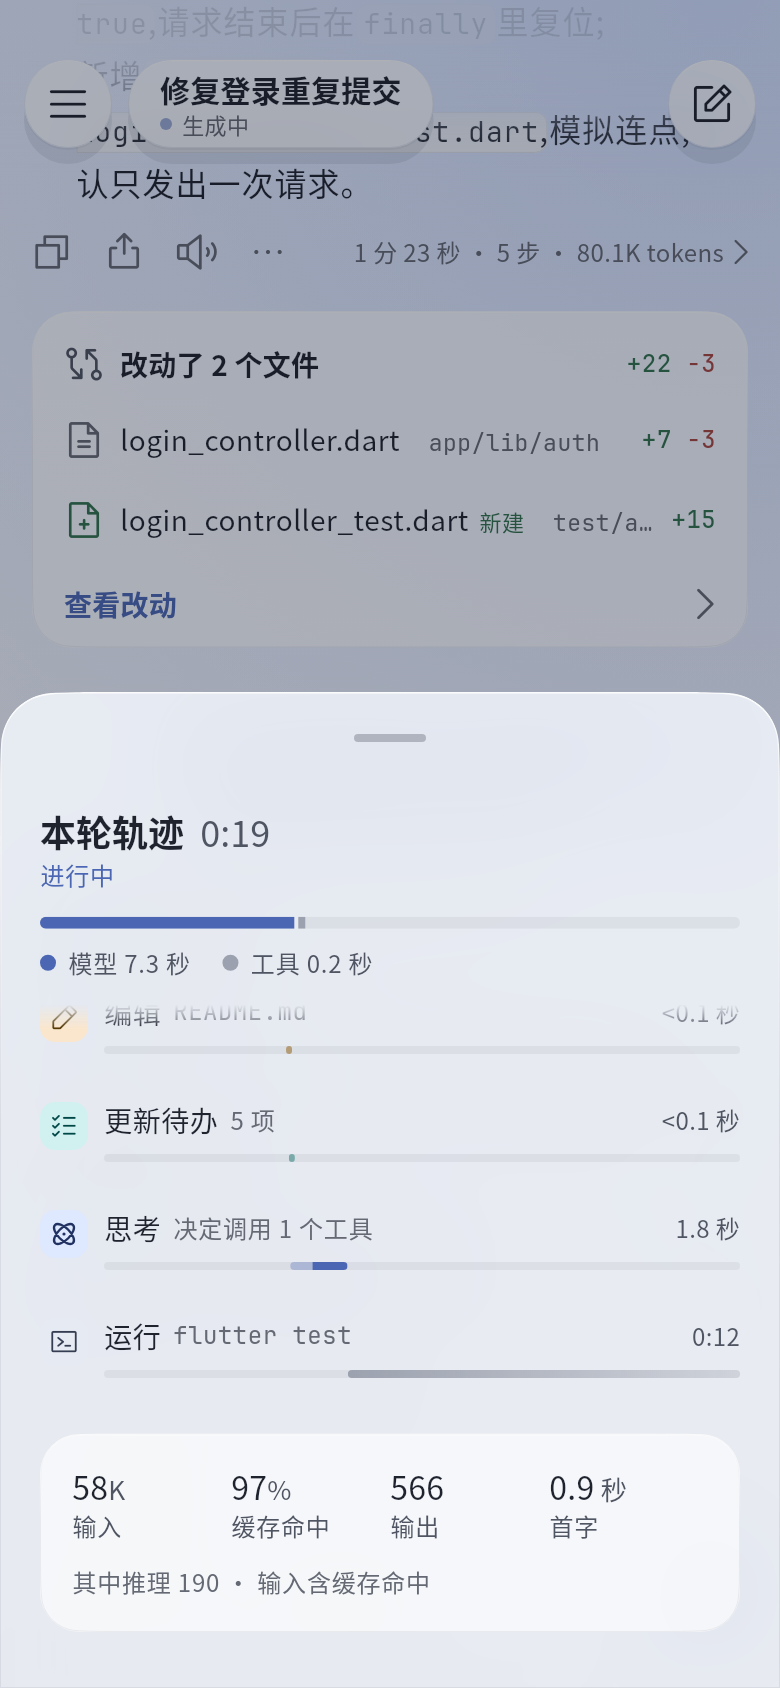 true,请求结束后在 finally 里复位;
新增
修复登录重复提交
生成中
st.dart,模拟连点,
认只发出一次请求。
1 分 23 秒 · 5 步 · 80.1K tokens
改动了 2 个文件 +22 -3
login_controller.dart app/lib/auth +7 -3
login_controller_test.dart 新建 test/a… +15
查看改动
本轮轨迹 0:19
进行中
模型 7.3 秒 工具 0.2 秒
编辑 README.md <0.1 秒
更新待办 5 项 <0.1 秒
思考 决定调用 1 个工具 1.8 秒
运行 flutter test 0:12
58K 97% 566 0.9 秒
输入 缓存命中 输出 首字
其中推理 190 · 输入含缓存命中